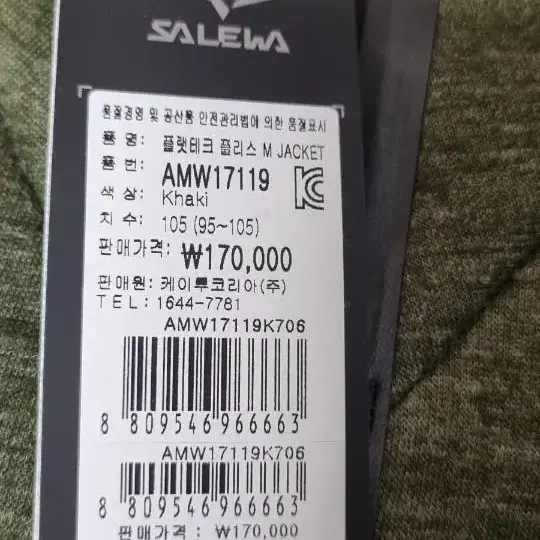 SALEWA
품질경영 및 공산품 안전관리법에 의한 품질표시
품 명: 플랫테크 플리스 M JACKET
품 번: AMW17119
색 상: Khaki
치 수: 105 (95~105)
판매가격: ₩170,000
판매원: 케이투코리아(주)
TEL: 1644-7781
AMW17119K706
8 809546 966663
AMW17119K706
8 809546 966663
판매가격 : ₩170,000